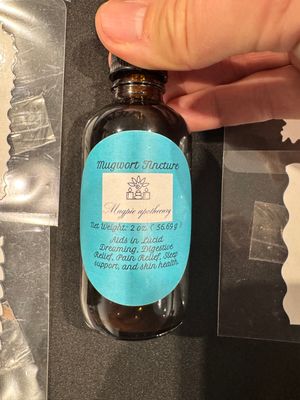 Mugwort Tincture
Magpie apothecary
Net Weight: 2 oz. ( 56.69 g
Aids in Lucid
Dreaming, Digestive
Relief, Pain Relief, Sleep
support, and skin health.